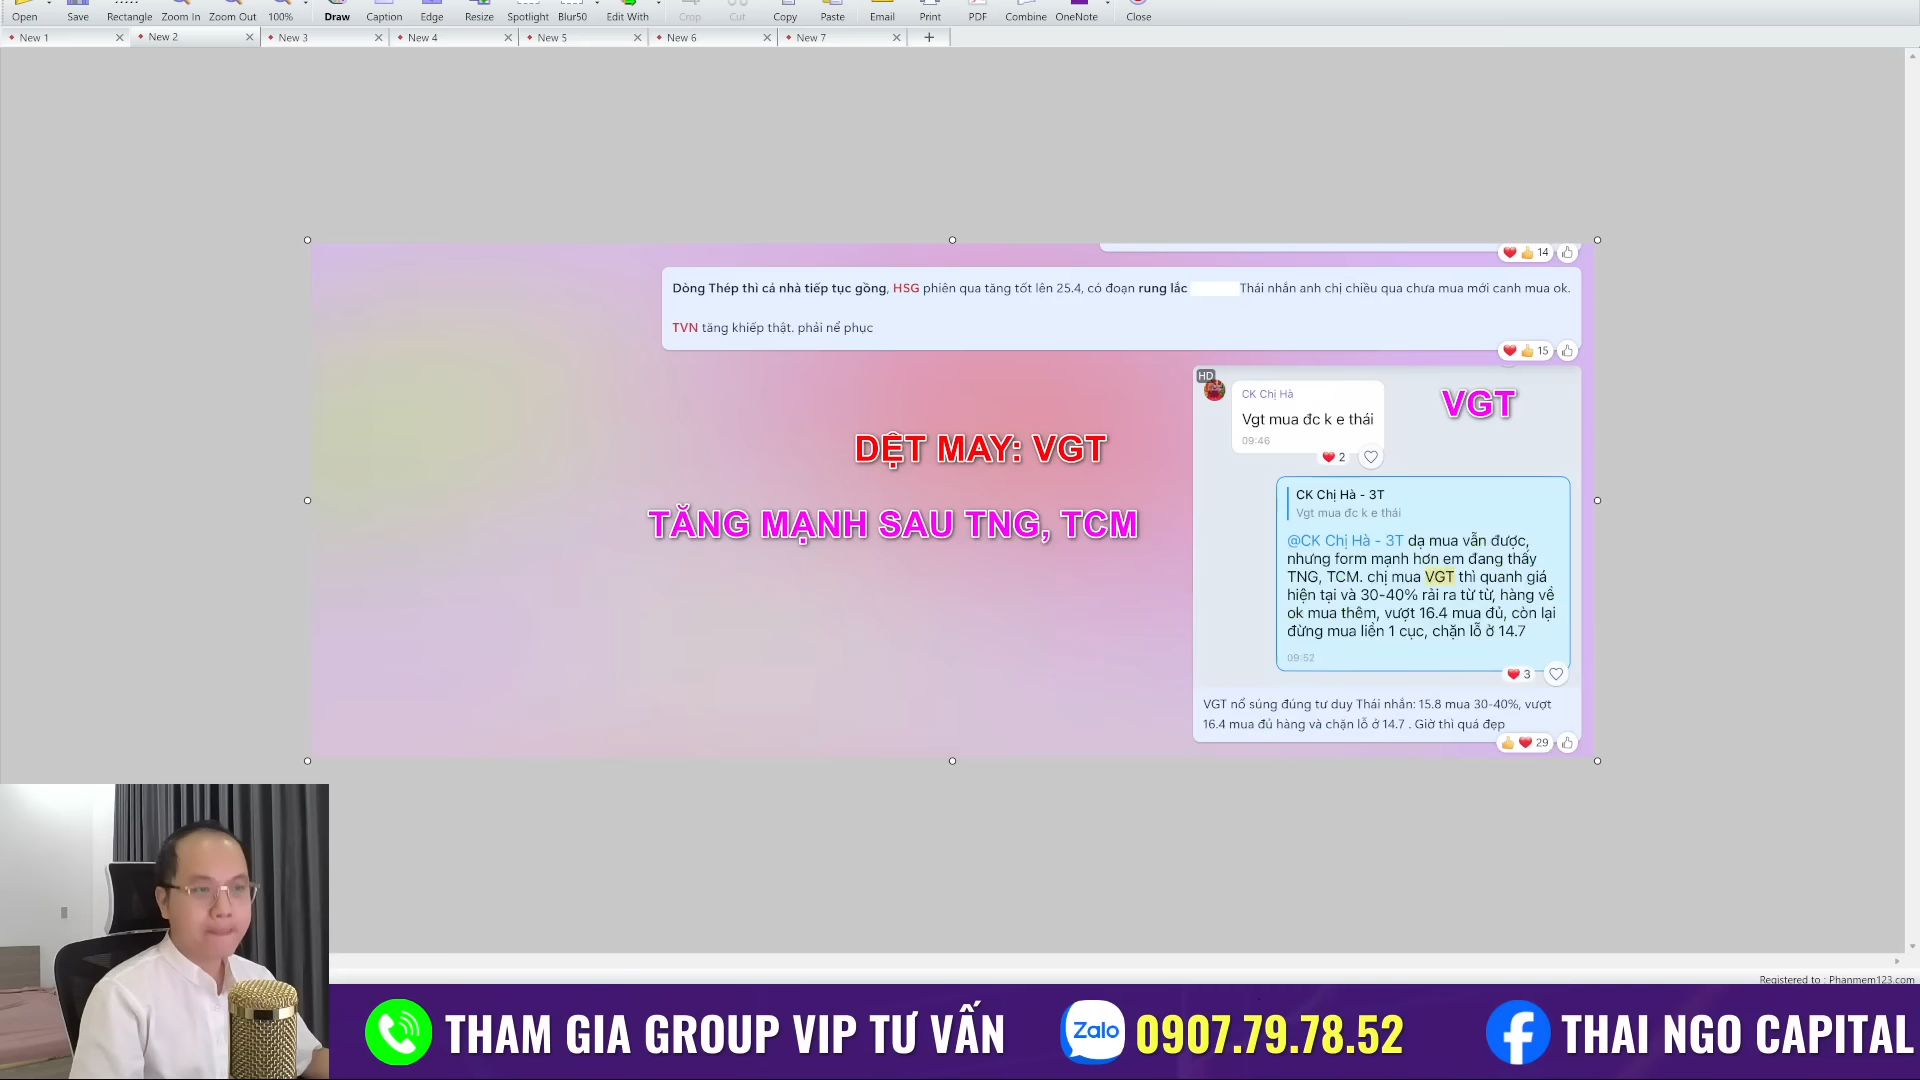 Open Save Rectangle Zoom In Zoom Out 100% Draw Caption Edge Resize Spotlight Blur50 Edit With Crop Cut Copy Paste Email Print PDF Combine OneNote Close
New 1 New 2 New 3 New 4 New 5 New 6 New 7
14
Dòng Thép thì cả nhà tiếp tục gồng, HSG phiên qua tăng tốt lên 25.4, có đoạn rung lắc Thái nhắn anh chị chiều qua chưa mua mới canh mua ok.
TVN tăng khiếp thật. phải nể phục
15
HD
CK Chị Hà
VGT
Vgt mua đc k e thái
09:46
2
DỆT MAY: VGT
TĂNG MẠNH SAU TNG, TCM
CK Chị Hà - 3T
Vgt mua đc k e thái
@CK Chị Hà - 3T dạ mua vẫn được,
nhưng form mạnh hơn em đang thấy
TNG, TCM. chị mua VGT thì quanh giá
hiện tại và 30-40% rải ra từ từ, hàng về
ok mua thêm, vượt 16.4 mua đủ, còn lại
đừng mua liền 1 cục, chặn lỗ ở 14.7
09:52
3
VGT nổ súng đúng tư duy Thái nhắn: 15.8 mua 30-40%, vượt
16.4 mua đủ hàng và chặn lỗ ở 14.7 . Giờ thì quá đẹp
29
Registered to : Phanmem123.com
THAM GIA GROUP VIP TƯ VẤN
Zalo 0907.79.78.52
THAI NGO CAPITAL